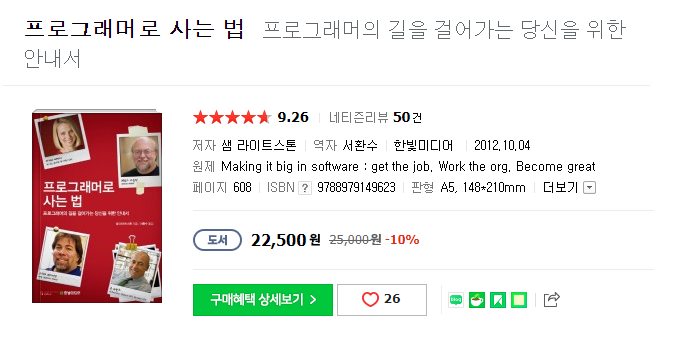 프로그래머로 사는 법 프로그래머의 길을 걸어가는 당신을 위한
안내서
프로그래머로
사는 법
프로그래머의 길을 걸어가는 당신을 위한 안내서
9.26 네티즌리뷰 50건
저자 샘 라이트스톤 역자 서환수 한빛미디어 2012.10.04
원제 Making it big in software : get the job, Work the org, Become great
페이지 608 ISBN ? 9788979149623 판형 A5, 148*210mm 더보기
도서 22,500원 25,000원 -10%
구매혜택 상세보기 > 26
blog